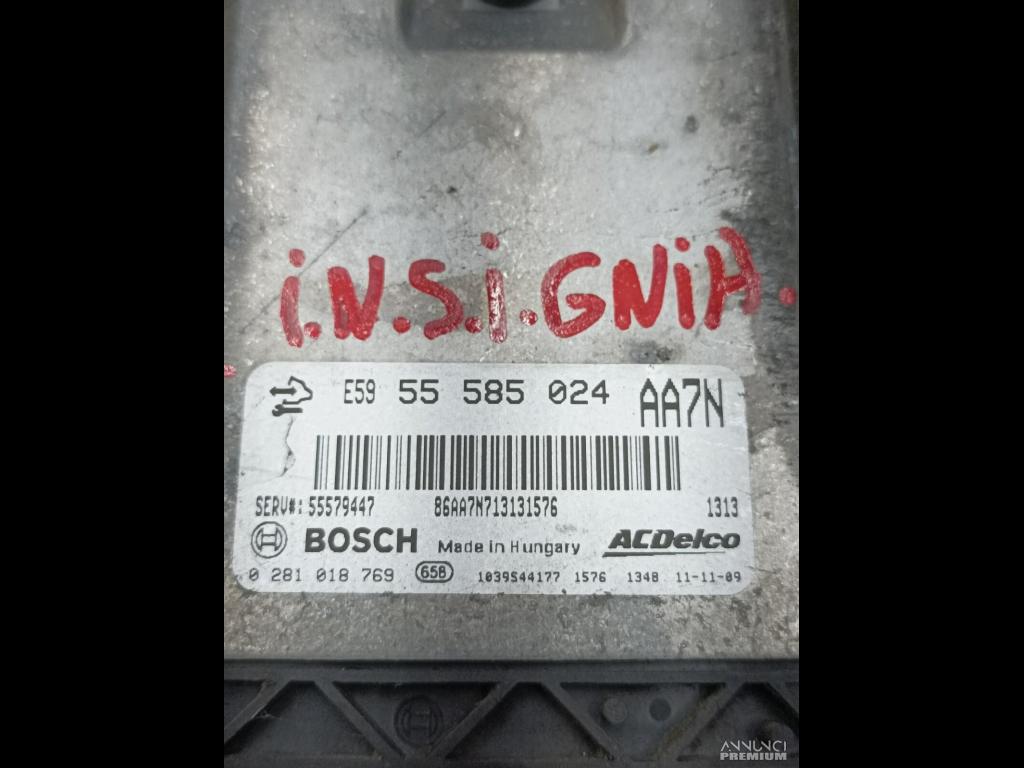 i.N.S.i.GNiA.
E59 55 585 024 AA7N
SERV#: 55579447 86AA7N713131576 1313
BOSCH Made in Hungary ACDelco
0 281 018 769 658 1039S44177 1576 1348 11-11-09
ANNUNCI
PREMIUM